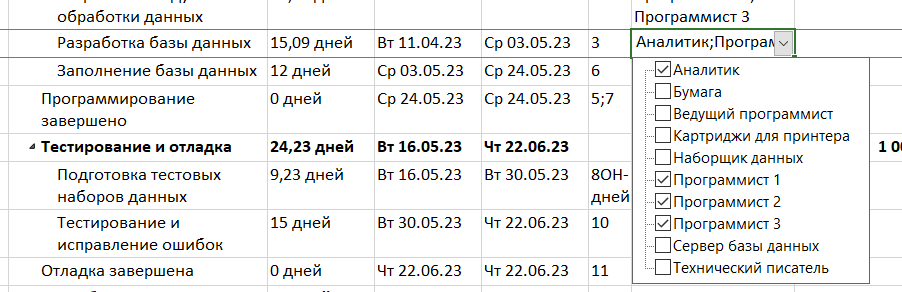 обработки данных
Программист 3
Разработка базы данных 15,09 дней Вт 11.04.23 Ср 03.05.23 3 Аналитик;Програм
Заполнение базы данных 12 дней Ср 03.05.23 Ср 24.05.23 6
Программирование завершено 0 дней Ср 24.05.23 Ср 24.05.23 5;7
Тестирование и отладка 24,23 дней Вт 16.05.23 Чт 22.06.23 1 00
Подготовка тестовых наборов данных 9,23 дней Вт 16.05.23 Вт 30.05.23 8ОН- дней
Тестирование и исправление ошибок 15 дней Вт 30.05.23 Чт 22.06.23 10
Отладка завершена 0 дней Чт 22.06.23 Чт 22.06.23 11
Аналитик
Бумага
Ведущий программист
Картриджи для принтера
Наборщик данных
Программист 1
Программист 2
Программист 3
Сервер базы данных
Технический писатель